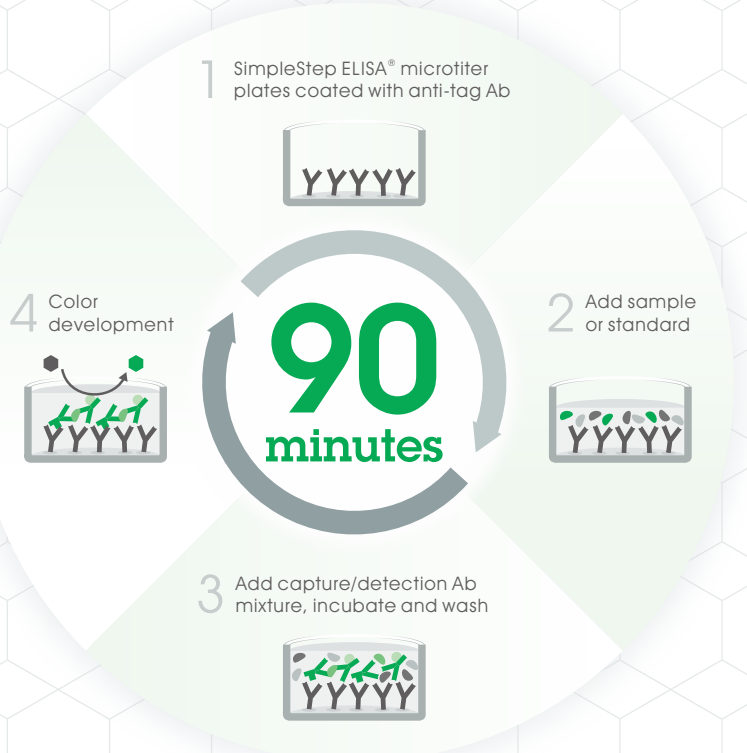 1 SimpleStep ELISA® microtiter
plates coated with anti-tag Ab
2 Add sample
or standard
3 Add capture/detection Ab
mixture, incubate and wash
4 Color
development
90
minutes